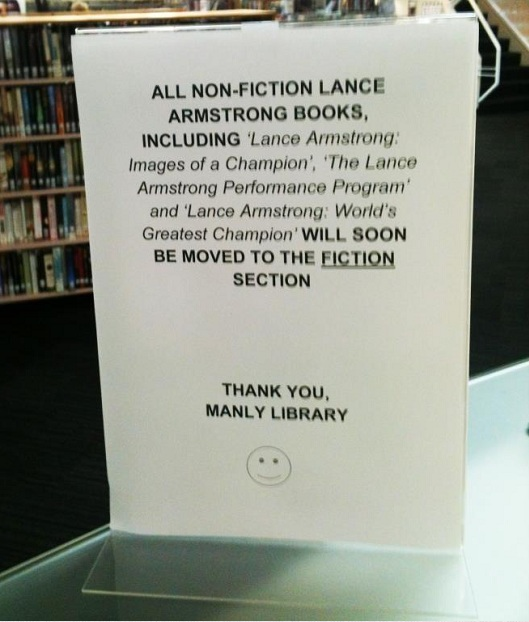 ALL NON-FICTION LANCE
ARMSTRONG BOOKS,
INCLUDING ‘Lance Armstrong:
Images of a Champion’, ‘The Lance
Armstrong Performance Program’
and ‘Lance Armstrong: World’s
Greatest Champion’ WILL SOON
BE MOVED TO THE FICTION
SECTION
THANK YOU,
MANLY LIBRARY